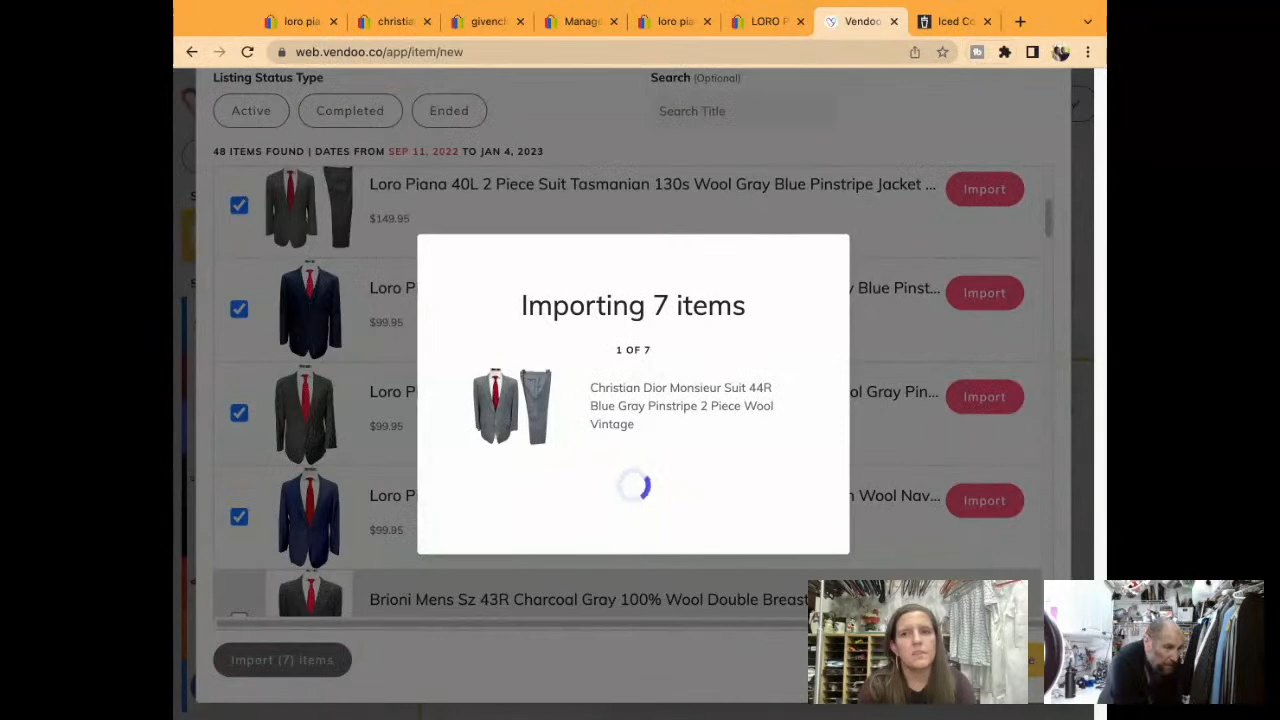 loro pia
christia
givench
Manage
loro pia
LORO P
Vendoo
Iced Co
web.vendoo.co/app/item/new
Listing Status Type
Search (Optional)
Active
Completed
Ended
Search Title
48 ITEMS FOUND | DATES FROM SEP 11, 2022 TO JAN 4, 2023
Loro Piana 40L 2 Piece Suit Tasmanian 130s Wool Gray Blue Pinstripe Jacket ...
Import
$149.95
Loro P
y Blue Pinst...
Import
$99.95
Importing 7 items
1 OF 7
Christian Dior Monsieur Suit 44R
Blue Gray Pinstripe 2 Piece Wool
Vintage
Loro P
ol Gray Pin...
Import
$99.95
Loro P
n Wool Nav...
Import
$99.95
Brioni Mens Sz 43R Charcoal Gray 100% Wool Double Breast
Import (7) items